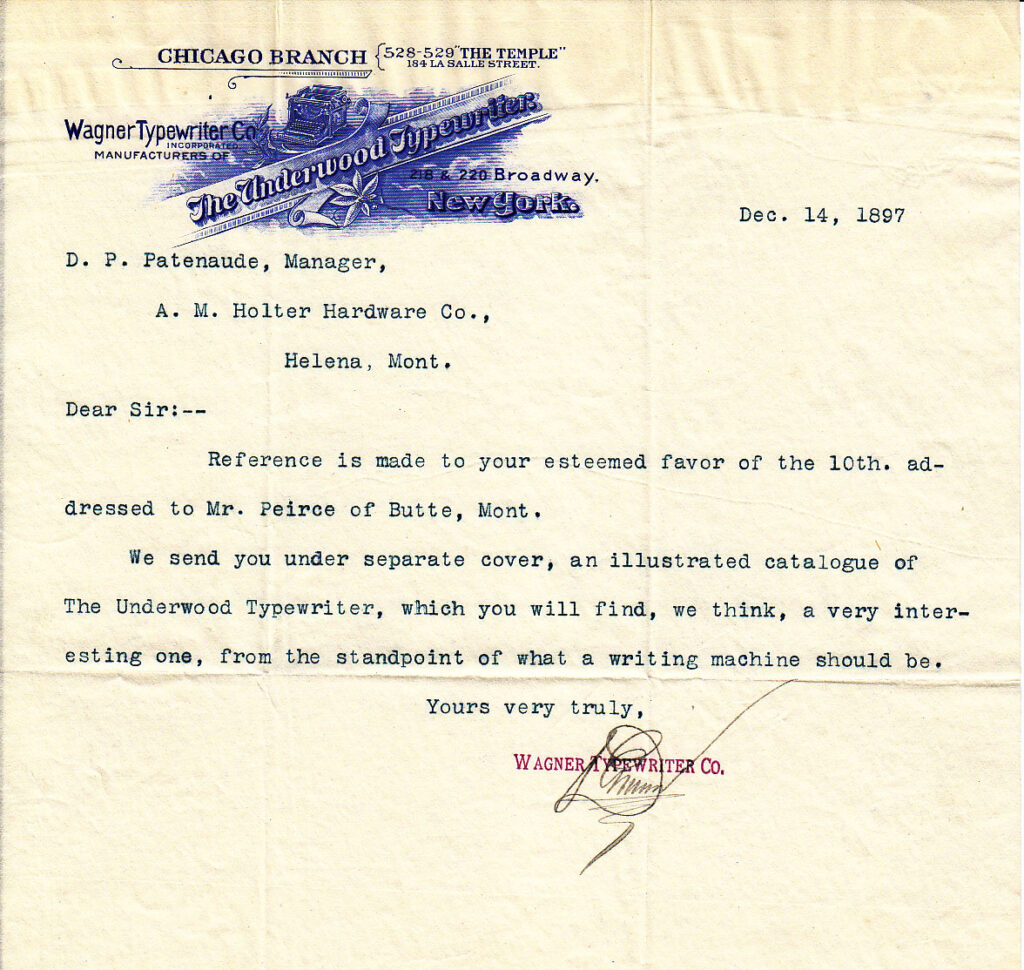 CHICAGO BRANCH { 528-529 "THE TEMPLE"
184 LA SALLE STREET.
Wagner Typewriter Co
INCORPORATED
MANUFACTURERS OF
The Underwood Typewriter
218 & 220 Broadway.
New York.
Dec. 14, 1897
D. P. Patenaude, Manager,
A. M. Holter Hardware Co.,
Helena, Mont.
Dear Sir:--
Reference is made to your esteemed favor of the 10th. ad-
dressed to Mr. Peirce of Butte, Mont.
We send you under separate cover, an illustrated catalogue of
The Underwood Typewriter, which you will find, we think, a very inter-
esting one, from the standpoint of what a writing machine should be.
Yours very truly,
WAGNER TYPEWRITER CO.